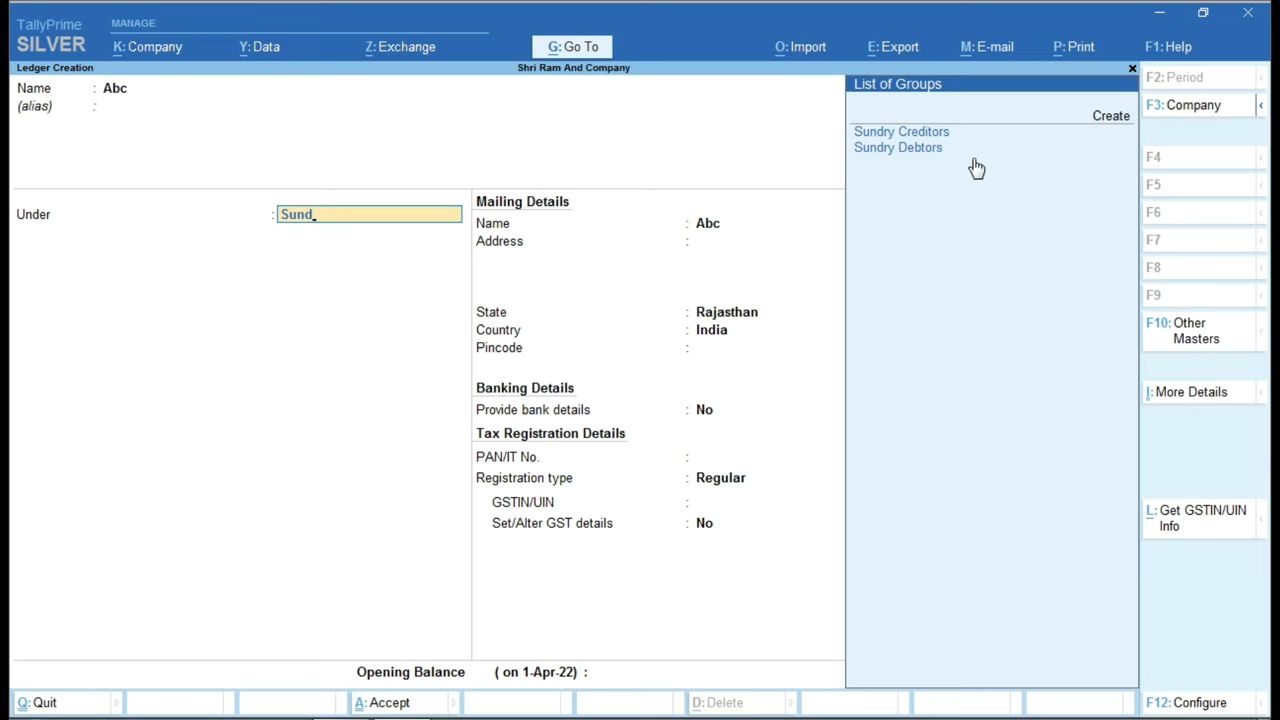 TallyPrime
MANAGE
SILVER
K: Company
Y: Data
Z: Exchange
G: Go To
O: Import
E: Export
M: E-mail
P: Print
F1: Help
Ledger Creation
Shri Ram And Company
Name : Abc
(alias) :
Under : Sund
Mailing Details
Name : Abc
Address :
State : Rajasthan
Country : India
Pincode :
Banking Details
Provide bank details : No
Tax Registration Details
PAN/IT No. :
Registration type : Regular
GSTIN/UIN :
Set/Alter GST details : No
Opening Balance ( on 1-Apr-22) :
List of Groups
Create
Sundry Creditors
Sundry Debtors
F2: Period
F3: Company
F4
F5
F6
F7
F8
F9
F10: Other
Masters
I: More Details
L: Get GSTIN/UIN
Info
Q: Quit
A: Accept
D: Delete
F12: Configure